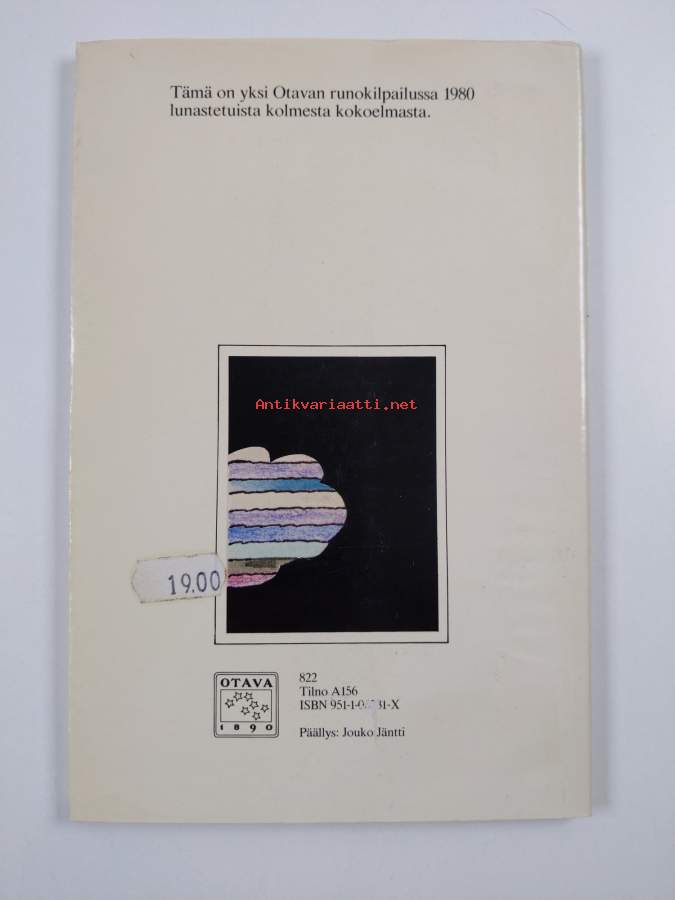 Tämä on yksi Otavan runokilpailussa 1980
lunastetuista kolmesta kokoelmasta.
Antikvariaatti.net
19.00
OTAVA
1890
822
Tilno A156
ISBN
Päällys: Jouko Jäntti